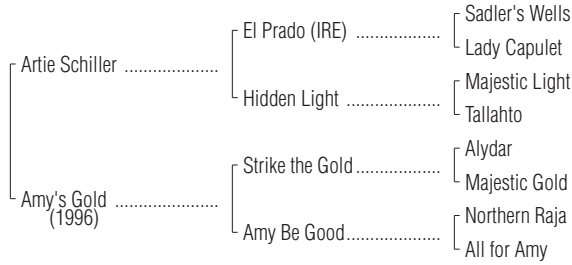 Sadler's Wells
El Prado (IRE) ..................
Lady Capulet
Artie Schiller ....................
Majestic Light
Hidden Light ....................
Tallahto
Alydar
Strike the Gold ..................
Majestic Gold
Amy's Gold ....................
(1996)
Northern Raja
Amy Be Good ....................
All for Amy